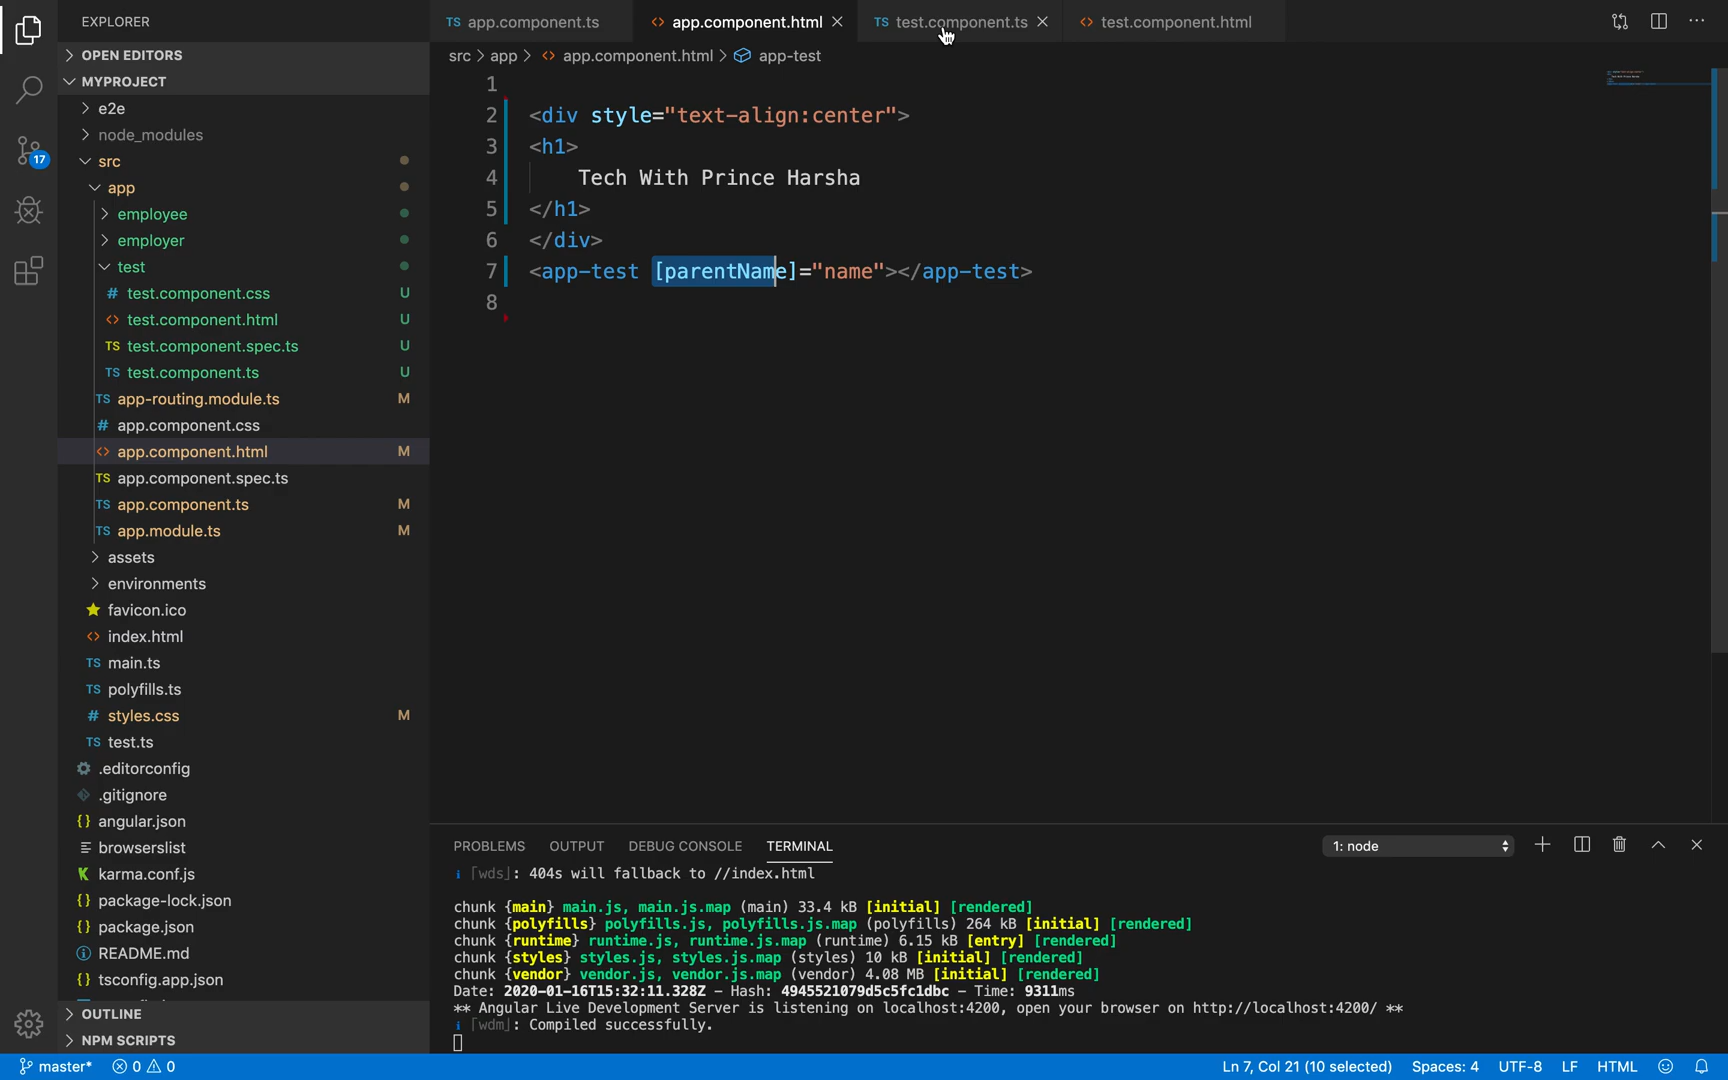 EXPLORER
OPEN EDITORS
MYPROJECT
e2e
node_modules
src
app
employee
employer
test
# test.component.css U
<> test.component.html U
TS test.component.spec.ts U
TS test.component.ts U
TS app-routing.module.ts M
# app.component.css
<> app.component.html M
TS app.component.spec.ts
TS app.component.ts M
TS app.module.ts M
assets
environments
favicon.ico
<> index.html
TS main.ts
TS polyfills.ts
# styles.css M
TS test.ts
.editorconfig
.gitignore
{} angular.json
browserslist
karma.conf.js
{} package-lock.json
{} package.json
README.md
{} tsconfig.app.json
OUTLINE
NPM SCRIPTS
17
TS app.component.ts
<> app.component.html
TS test.component.ts
<> test.component.html
src > app > <> app.component.html > app-test
1
2 <div style="text-align:center">
3 <h1>
4 Tech With Prince Harsha
5 </h1>
6 </div>
7 <app-test [parentName]="name"></app-test>
8
PROBLEMS OUTPUT DEBUG CONSOLE TERMINAL 1: node
i ｢wds｣: 404s will fallback to //index.html
chunk {main} main.js, main.js.map (main) 33.4 kB [initial] [rendered]
chunk {polyfills} polyfills.js, polyfills.js.map (polyfills) 264 kB [initial] [rendered]
chunk {runtime} runtime.js, runtime.js.map (runtime) 6.15 kB [entry] [rendered]
chunk {styles} styles.js, styles.js.map (styles) 10 kB [initial] [rendered]
chunk {vendor} vendor.js, vendor.js.map (vendor) 4.08 MB [initial] [rendered]
Date: 2020-01-16T15:32:11.328Z - Hash: 4945521079d5c5fc1dbc - Time: 9311ms
** Angular Live Development Server is listening on localhost:4200, open your browser on http://localhost:4200/ **
i ｢wdm｣: Compiled successfully.
master* 0 0 Ln 7, Col 21 (10 selected) Spaces: 4 UTF-8 LF HTML